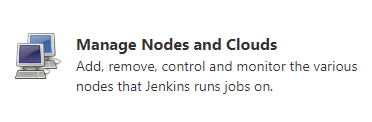 Manage Nodes and Clouds
Add, remove, control and monitor the various
nodes that Jenkins runs jobs on.